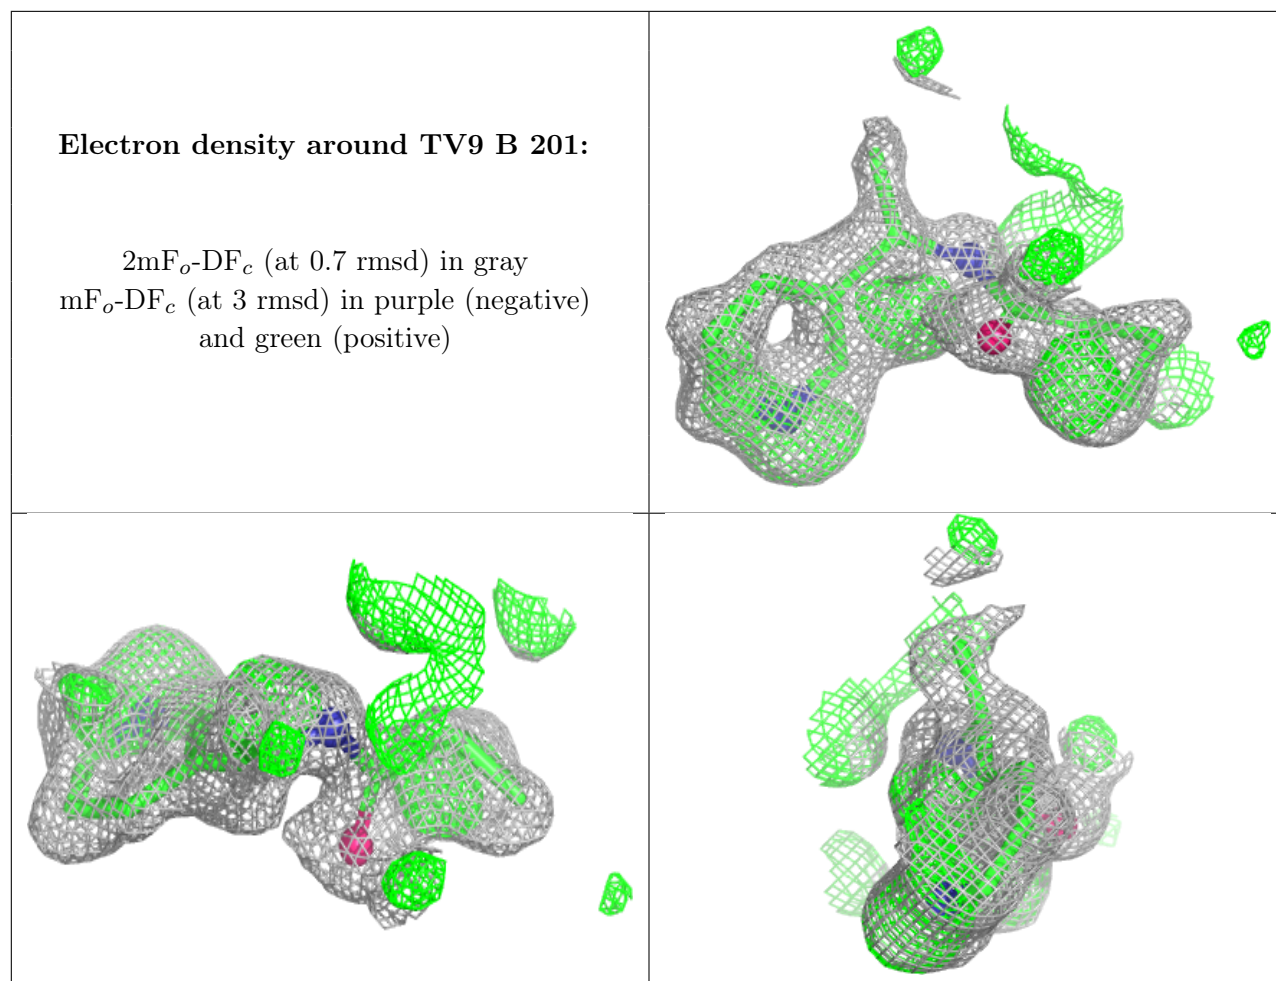 Electron density around TV9 B 201:
2mFo-DFc (at 0.7 rmsd) in gray
mFo-DFc (at 3 rmsd) in purple (negative)
and green (positive)